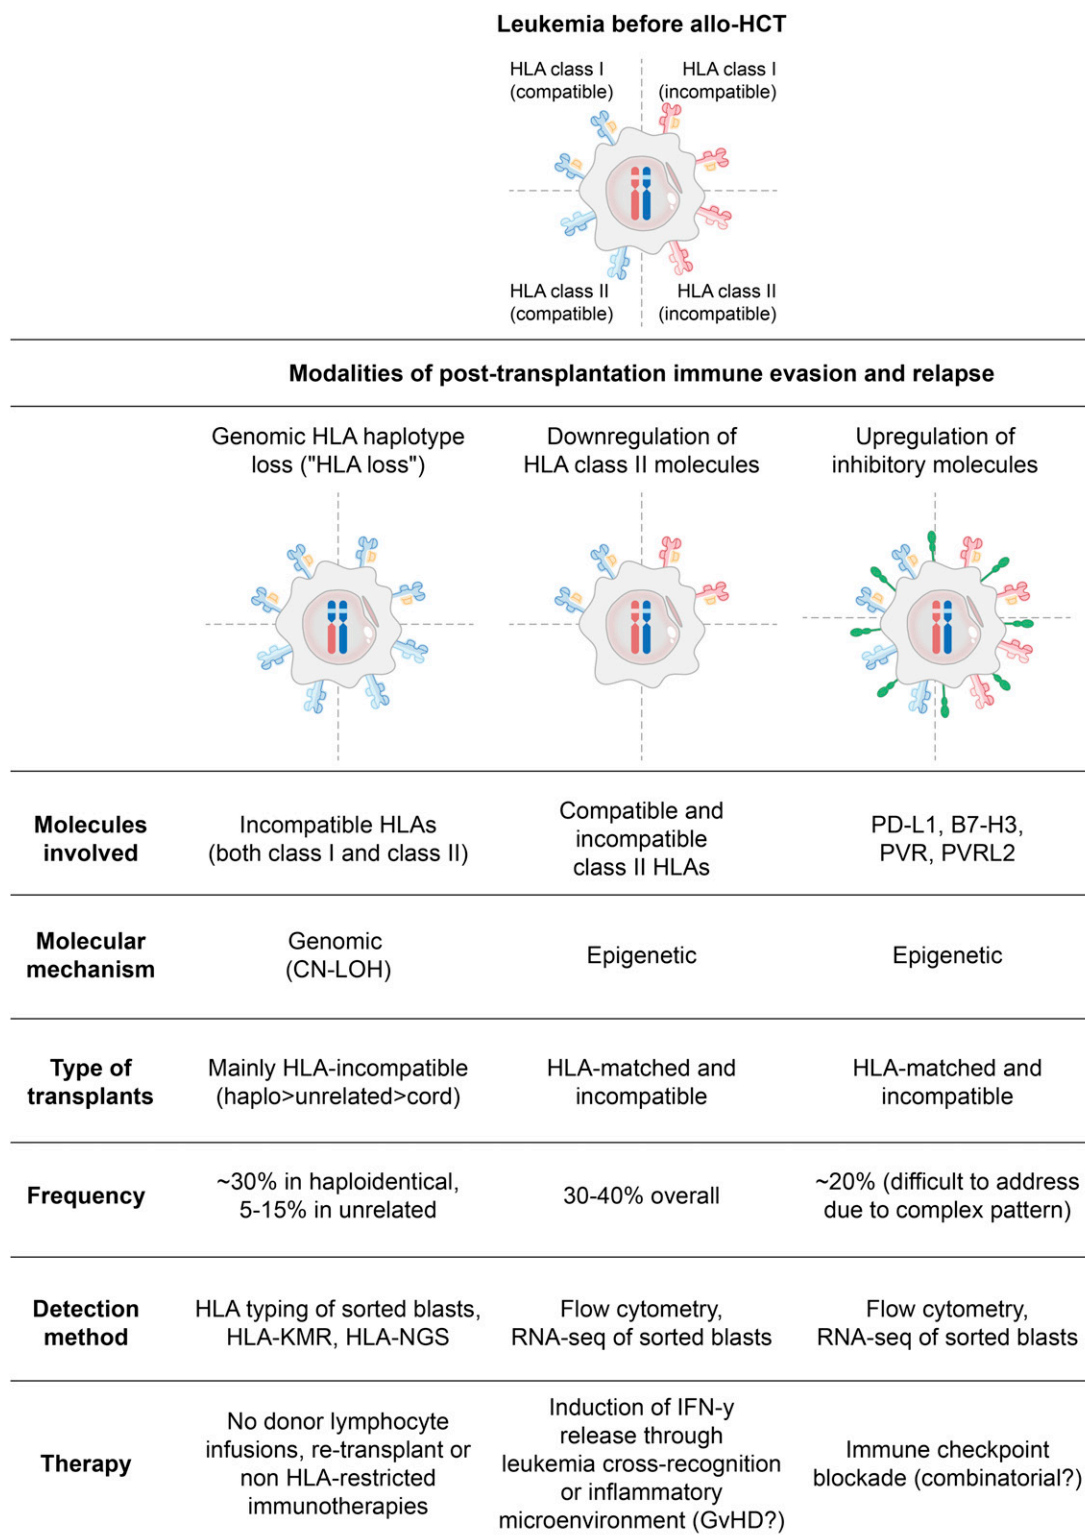 Leukemia before allo-HCT
HLA class I
(compatible)
HLA class I
(incompatible)
HLA class II
(compatible)
HLA class II
(incompatible)
Modalities of post-transplantation immune evasion and relapse
Genomic HLA haplotype
loss ("HLA loss")
Downregulation of
HLA class II molecules
Upregulation of
inhibitory molecules
Molecules
involved
Incompatible HLAs
(both class I and class II)
Compatible and
incompatible
class II HLAs
PD-L1, B7-H3,
PVR, PVRL2
Molecular
mechanism
Genomic
(CN-LOH)
Epigenetic
Epigenetic
Type of
transplants
Mainly HLA-incompatible
(haplo>unrelated>cord)
HLA-matched and
incompatible
HLA-matched and
incompatible
Frequency
~30% in haploidentical,
5-15% in unrelated
30-40% overall
~20% (difficult to address
due to complex pattern)
Detection
method
HLA typing of sorted blasts,
HLA-KMR, HLA-NGS
Flow cytometry,
RNA-seq of sorted blasts
Flow cytometry,
RNA-seq of sorted blasts
Therapy
No donor lymphocyte
infusions, re-transplant or
non HLA-restricted
immunotherapies
Induction of IFN-y
release through
leukemia cross-recognition
or inflammatory
microenvironment (GvHD?)
Immune checkpoint
blockade (combinatorial?)